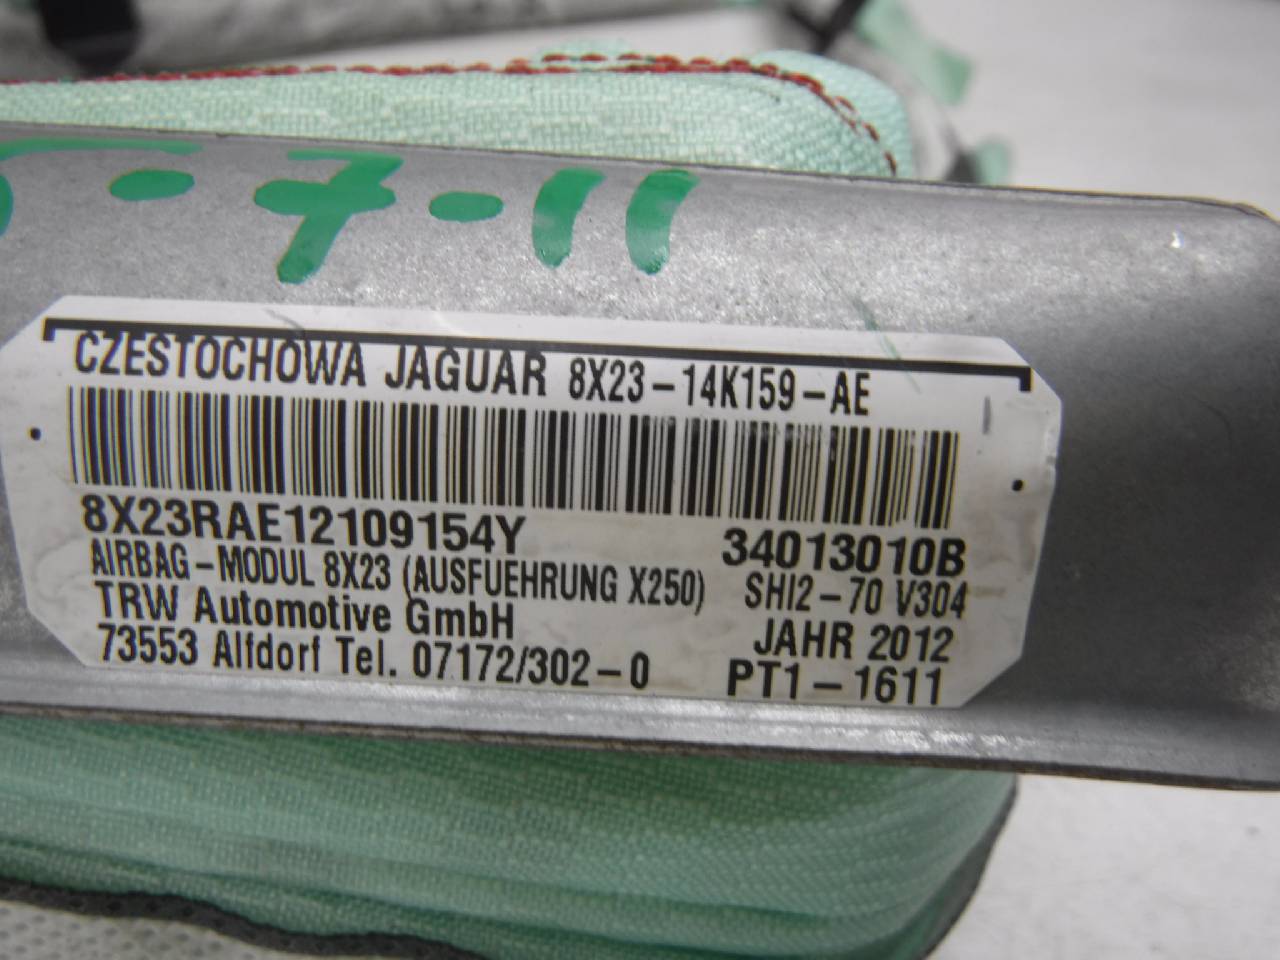 -7-11
CZESTOCHOWA JAGUAR 8X23-14K159-AE
8X23RAE12109154Y 34013010B
AIRBAG-MODUL 8X23 (AUSFUEHRUNG X250) SHI2-70 V304
TRW Automotive GmbH JAHR 2012
73553 Alfdorf Tel. 07172/302-0 PT1-1611